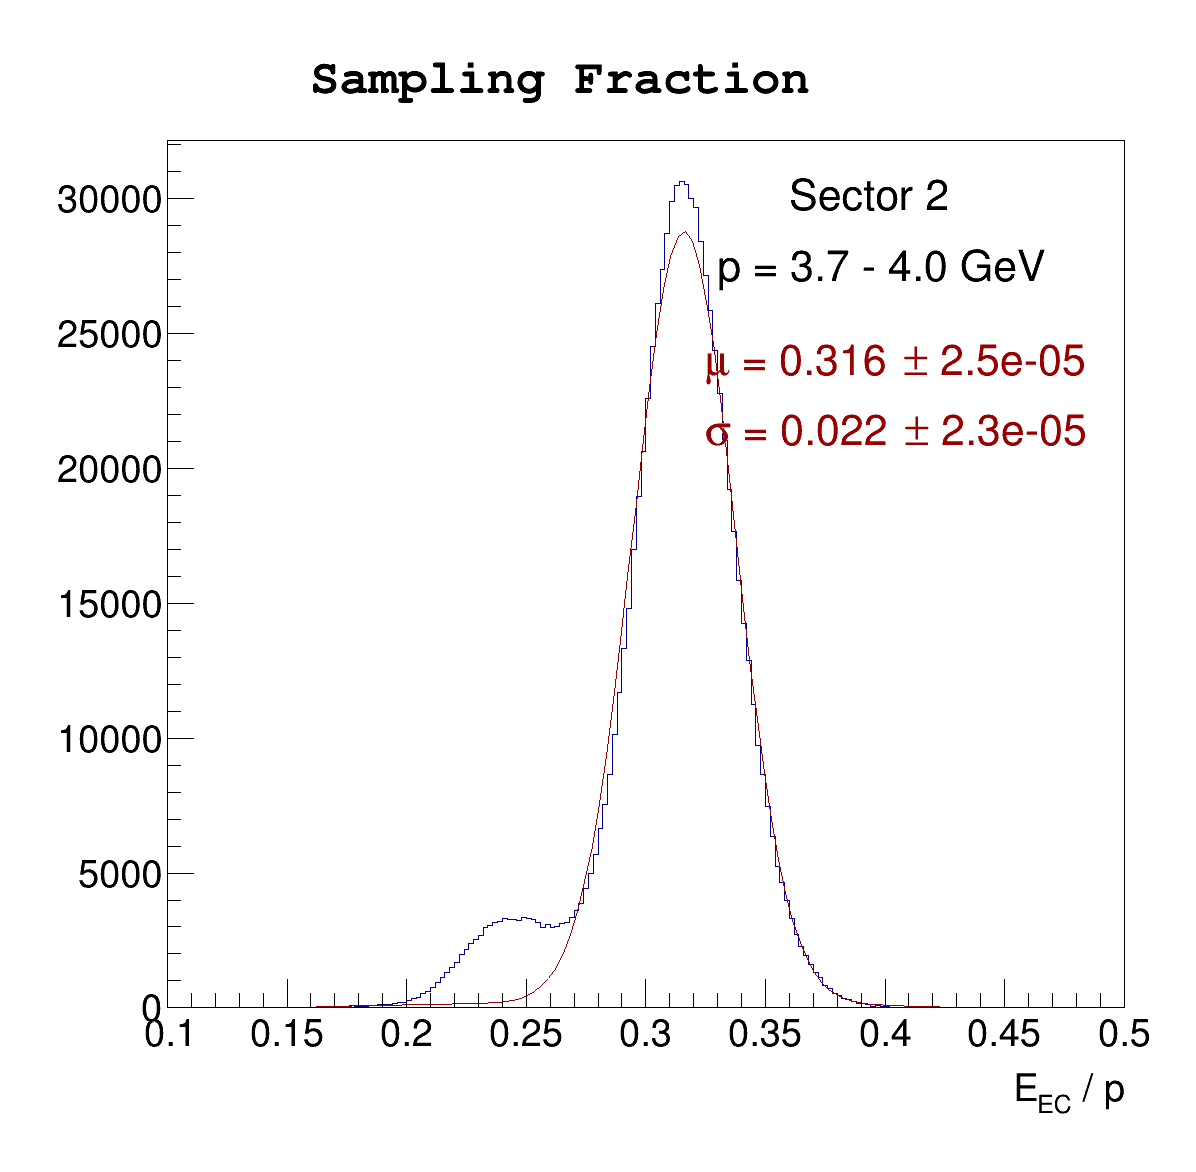 Sampling Fraction
Sector 2
p = 3.7 - 4.0 GeV
μ = 0.316 ± 2.5e-05
σ = 0.022 ± 2.3e-05
30000
25000
20000
15000
10000
5000
0
0.1 0.15 0.2 0.25 0.3 0.35 0.4 0.45 0.5
E_EC / p